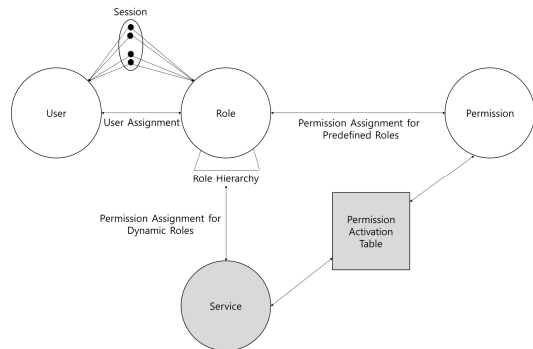 Session
User
User Assignment
Role
Permission Assignment for
Predefined Roles
Permission
Role Hierarchy
Permission Assignment for
Dynamic Roles
Permission
Activation
Table
Service